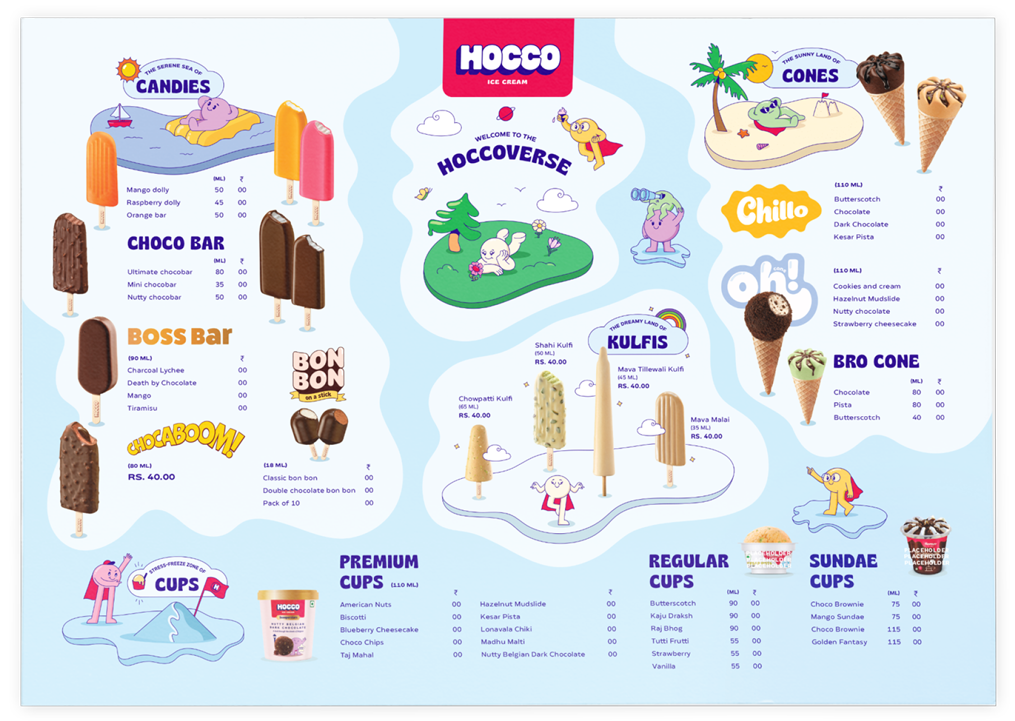 HOCCO
ICE CREAM
WELCOME TO THE
HOCCOVERSE
THE SERENE SEA OF
CANDIES
(ML) ₹
Mango dolly 50 00
Raspberry dolly 45 00
Orange bar 50 00
CHOCO BAR
(ML) ₹
Ultimate chocobar 80 00
Mini chocobar 35 00
Nutty chocobar 50 00
BOSS Bar
(90 ML) ₹
Charcoal Lychee 00
Death by Chocolate 00
Mango 00
Tiramisu 00
CHOCABOOM!
(80 ML)
RS. 40.00
BON
BON
on a stick
(18 ML) ₹
Classic bon bon 00
Double chocolate bon bon 00
Pack of 10 00
THE DREAMY LAND OF
KULFIS
Shahi Kulfi
(50 ML)
RS. 40.00
Mava Tillewali Kulfi
(45 ML)
RS. 40.00
Chowpatti Kulfi
(65 ML)
RS. 40.00
Mava Malai
(35 ML)
RS. 40.00
THE SUNNY LAND OF
CONES
Chillo
(110 ML) ₹
Butterscotch 00
Chocolate 00
Dark Chocolate 00
Kesar Pista 00
oh!
(110 ML) ₹
Cookies and cream 00
Hazelnut Mudslide 00
Nutty chocolate 00
Strawberry cheesecake 00
BRO CONE
(ML) ₹
Chocolate 80 00
Pista 80 00
Butterscotch 40 00
STRESS-FREEZE ZONE OF
CUPS
H
HOCCO
NUTTY BELGIAN
DARK CHOCOLATE
PREMIUM
CUPS (110 ML)
₹ ₹
American Nuts 00 Hazelnut Mudslide 00
Biscotti 00 Kesar Pista 00
Blueberry Cheesecake 00 Lonavala Chiki 00
Choco Chips 00 Madhu Malti 00
Taj Mahal 00 Nutty Belgian Dark Chocolate 00
REGULAR
CUPS
(ML) ₹
Butterscotch 90 00
Kaju Draksh 90 00
Raj Bhog 90 00
Tutti Frutti 55 00
Strawberry 55 00
Vanilla 55 00
PLACEHOLDER
SUNDAE
CUPS
(ML) ₹
Choco Brownie 75 00
Mango Sundae 75 00
Choco Brownie 115 00
Golden Fantasy 115 00
PLACEHOLDER
PLACEHOLDER